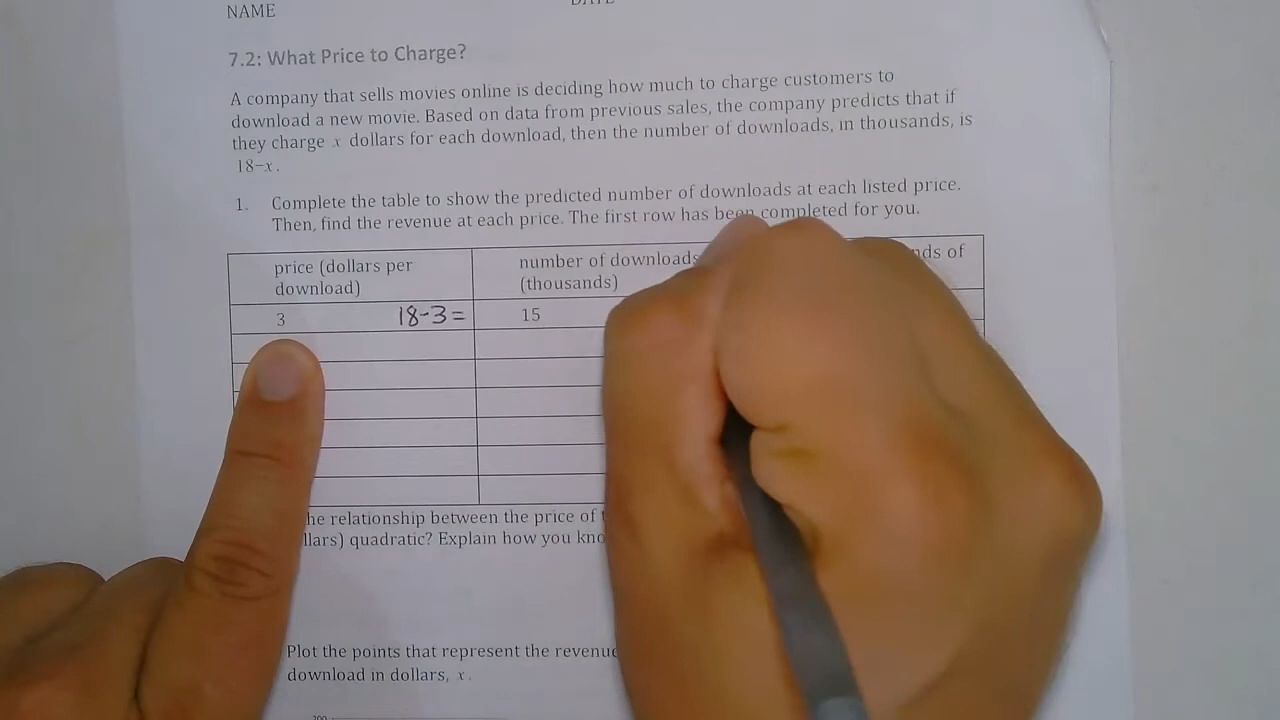 NAME
7.2: What Price to Charge?
A company that sells movies online is deciding how much to charge customers to
download a new movie. Based on data from previous sales, the company predicts that if
they charge x dollars for each download, then the number of downloads, in thousands, is
18−x.
1. Complete the table to show the predicted number of downloads at each listed price.
Then, find the revenue at each price. The first row has been completed for you.
price (dollars per
download)
number of downloads
(thousands)
of
3 18-3= 15
relationship between the price of
quadratic? Explain how you
Plot the points that represent the
download in dollars, x.